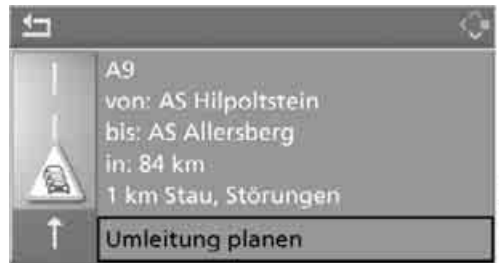 A9
von: AS Hilpoltstein
bis: AS Allersberg
in: 84 km
1 km Stau, Störungen
Umleitung planen